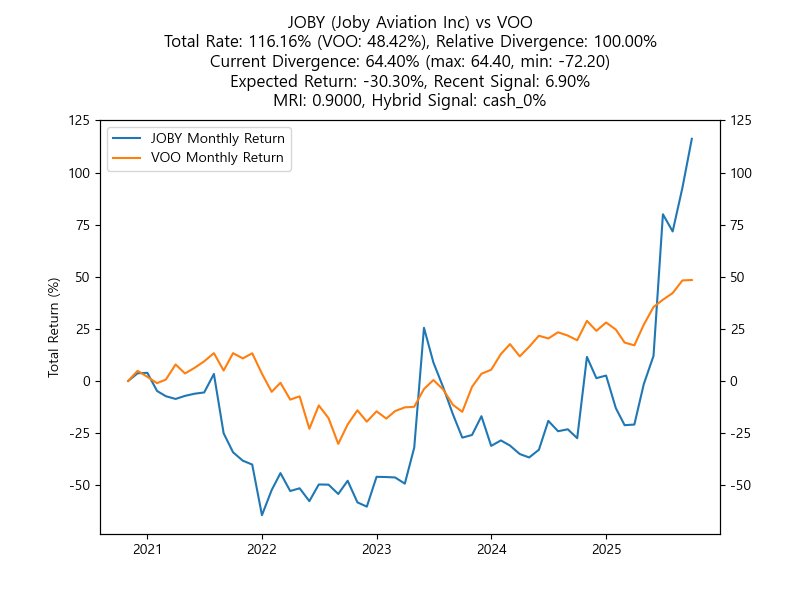 JOBY (Joby Aviation Inc) vs VOO
Total Rate: 116.16% (VOO: 48.42%), Relative Divergence: 100.00%
Current Divergence: 64.40% (max: 64.40, min: -72.20)
Expected Return: -30.30%, Recent Signal: 6.90%
MRI: 0.9000, Hybrid Signal: cash_0%
JOBY Monthly Return
VOO Monthly Return
Total Return (%)
125
100
75
50
25
0
-25
-50
125
100
75
50
25
0
-25
-50
2021
2022
2023
2024
2025